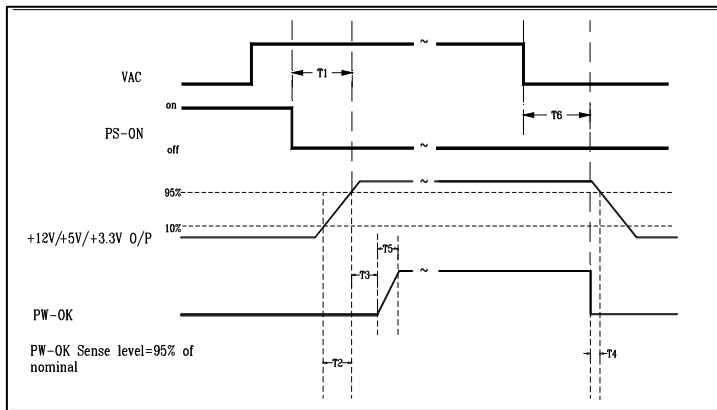 VAC
T1
on
T6
PS-ON
off
~
~
95%
~
10%
+12V/+5V/+3.3V O/P
T5
T3
~
PW-OK
PW-OK Sense level=95% of
nominal
T2
T4